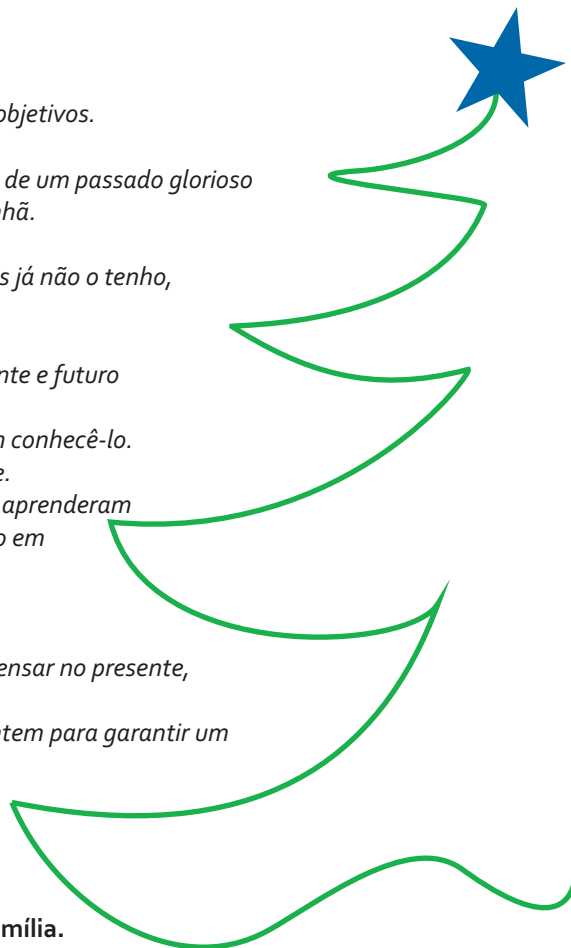 objetivos.
de um passado glorioso
nhã.
s já não o tenho,
nte e futuro
n conhecê-lo.
e.
aprenderam
o em
ensar no presente,
ntem para garantir um
mília.